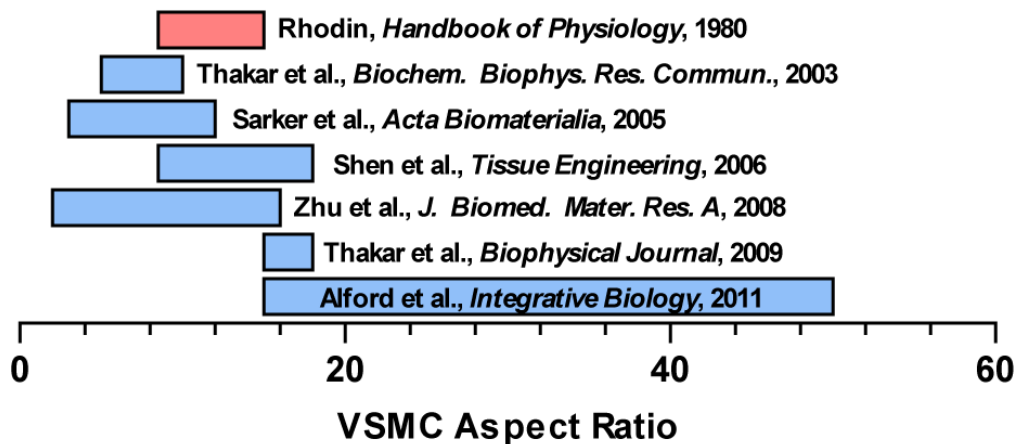 Rhodin, Handbook of Physiology, 1980
Thakar et al., Biochem. Biophys. Res. Commun., 2003
Sarker et al., Acta Biomaterialia, 2005
Shen et al., Tissue Engineering, 2006
Zhu et al., J. Biomed. Mater. Res. A, 2008
Thakar et al., Biophysical Journal, 2009
Alford et al., Integrative Biology, 2011
0 20 40 60
VSMC Aspect Ratio